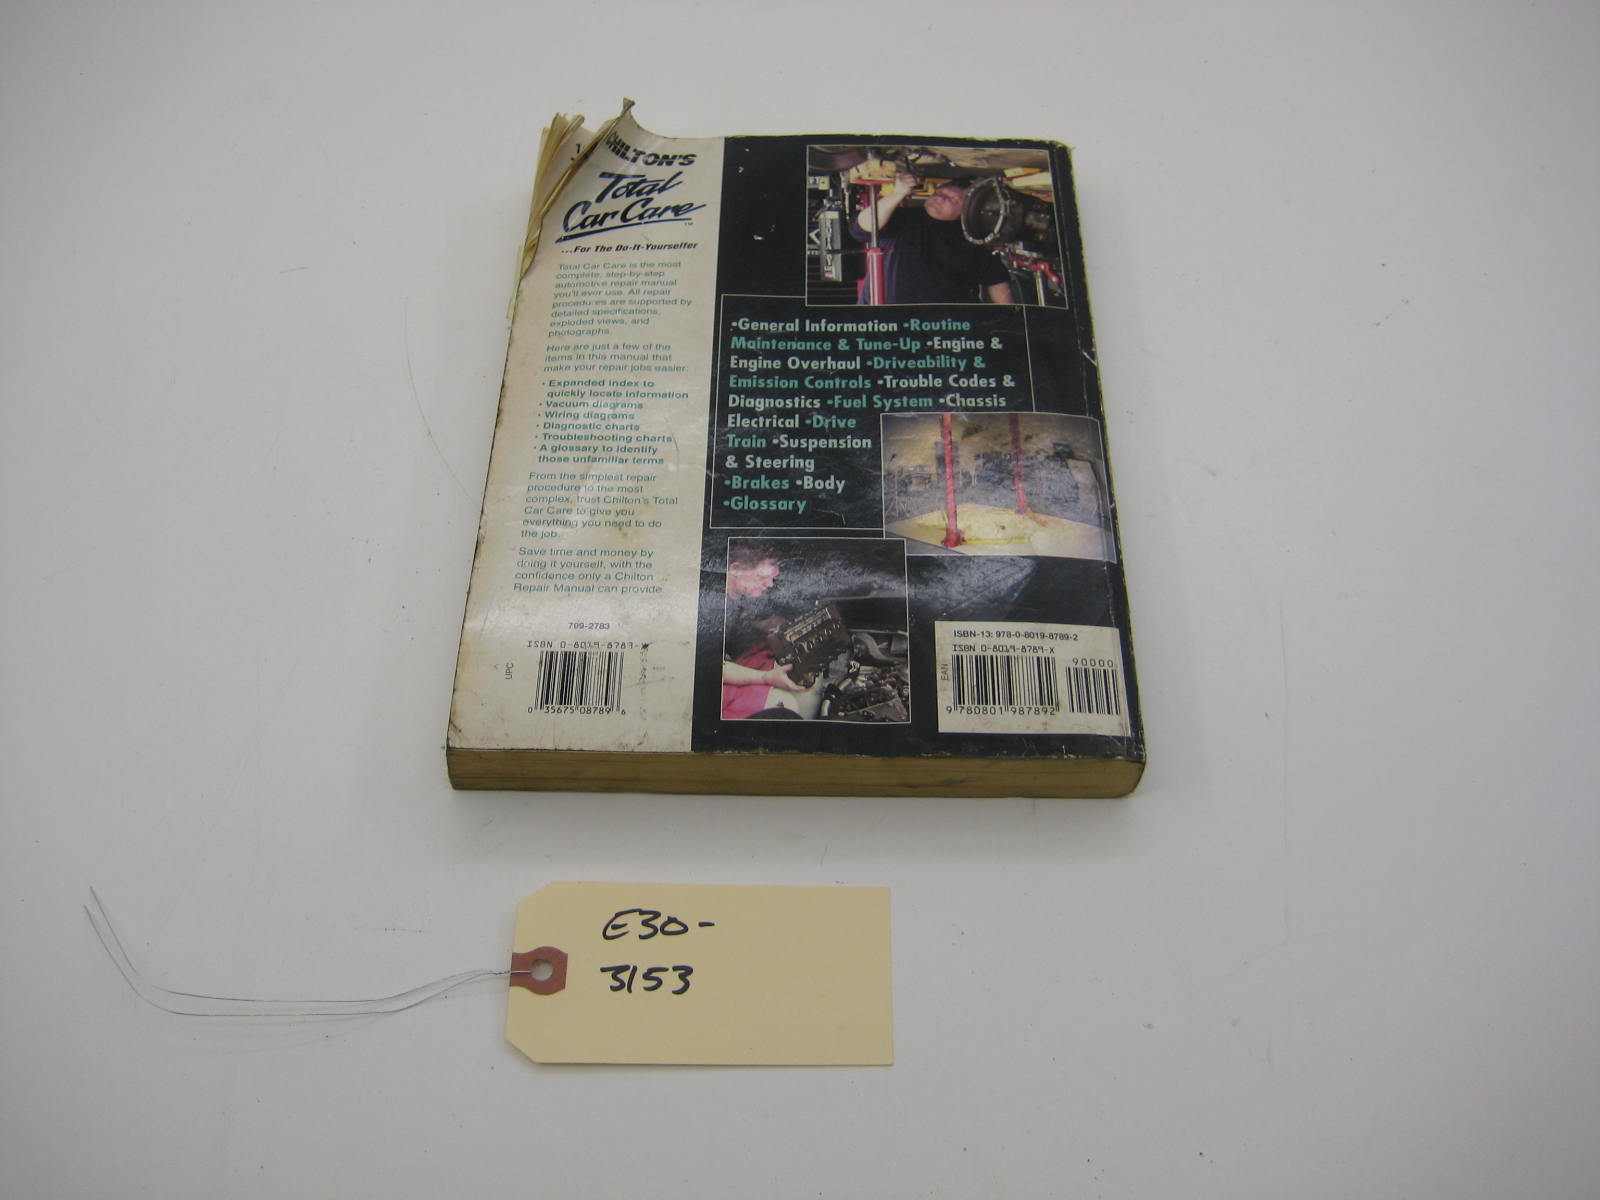 CHILTON'S
Total
Car Care™
...For The Do-It-Yourselfer
Total Car Care is the most
complete, step-by-step
automotive repair manual
you'll ever use. All repair
procedures are supported by
detailed specifications,
exploded views, and
photographs.
Here are just a few of the
items in this manual that
make your repair jobs easier:
• Expanded index to
quickly locate information
• Vacuum diagrams
• Wiring diagrams
• Diagnostic charts
• Troubleshooting charts
• A glossary to identify
those unfamiliar terms
From the simplest repair
procedure to the most
complex, trust Chilton's Total
Car Care to give you
everything you need to do
the job.
Save time and money by
doing it yourself, with the
confidence only a Chilton
Repair Manual can provide
799-2783
ISBN 0-8019-8789-X
UPC
0 35675 08789 6
•General Information •Routine
Maintenance & Tune-Up •Engine &
Engine Overhaul •Driveability &
Emission Controls •Trouble Codes &
Diagnostics •Fuel System •Chassis
Electrical •Drive
Train •Suspension
& Steering
•Brakes •Body
•Glossary
ISBN-13: 978-0-8019-8789-2
ISBN 0-8019-8789-X
90000
EAN
9 780801 987892
E30-
3153